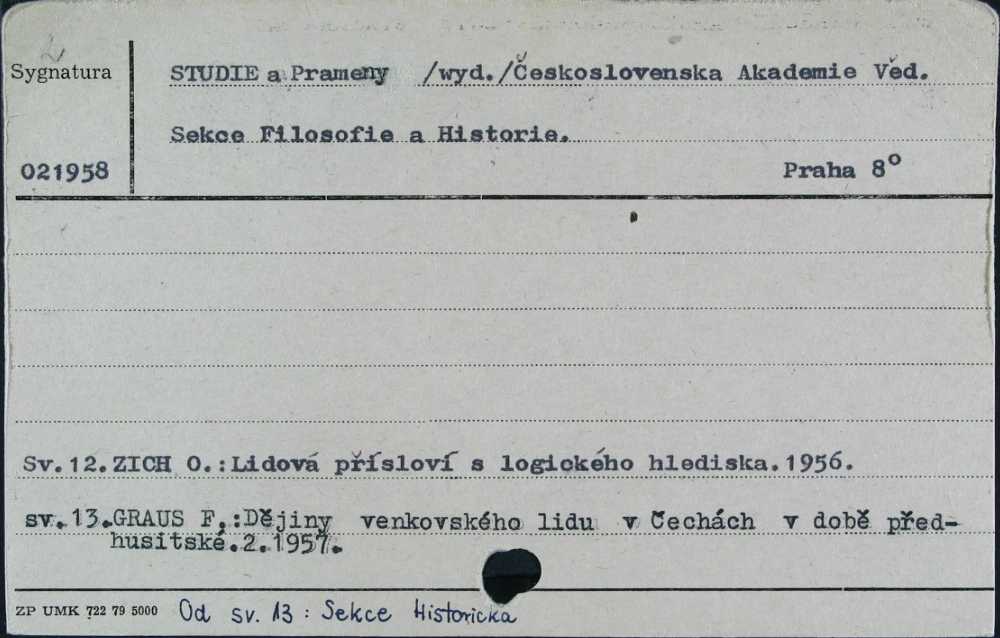 Sygnatura
STUDIE a Prameny /wyd./Československa Akademie Věd.
Sekce Filosofie a Historie.
021958
Praha 8°
Sv.12.ZICH O.:Lidová přísloví s logického hlediska.1956.
sv.13.GRAUS F.:Dějiny venkovského lidu v Čechách v době před-
husitské.2.1957.
ZP UMK 722 79 5000 Od sv. 13 : Sekce Historicka